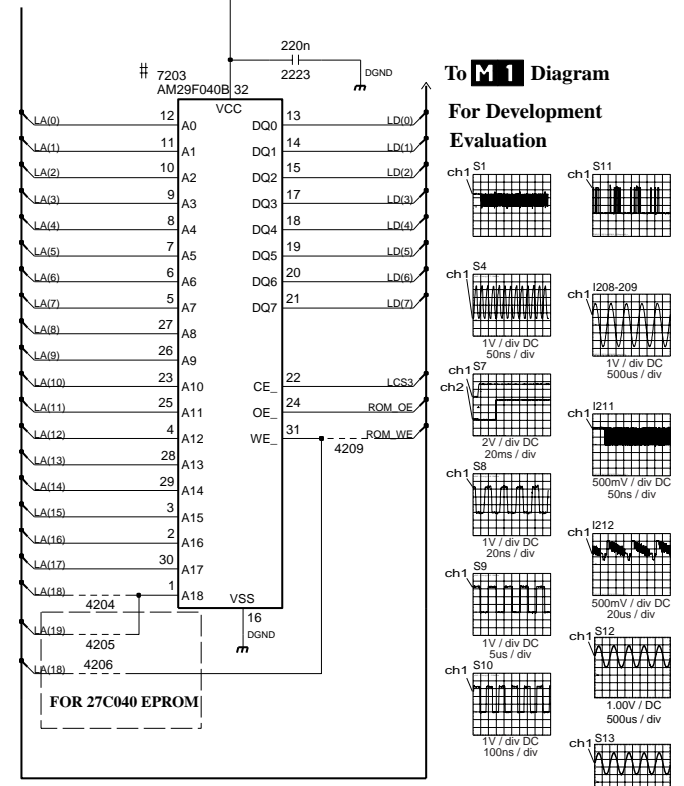 220n
2223
DGND
#
7203
AM29F040B
32
VCC
LA(0) 12 A0 DQ0 13 LD(0)
LA(1) 11 A1 DQ1 14 LD(1)
LA(2) 10 A2 DQ2 15 LD(2)
LA(3) 9 A3 DQ3 17 LD(3)
LA(4) 8 A4 DQ4 18 LD(4)
LA(5) 7 A5 DQ5 19 LD(5)
LA(6) 6 A6 DQ6 20 LD(6)
LA(7) 5 A7 DQ7 21 LD(7)
LA(8) 27 A8
LA(9) 26 A9
LA(10) 23 A10 CE_ 22 LCS3
LA(11) 25 A11 OE_ 24 ROM_OE
LA(12) 4 A12 WE_ 31 4209 ROM_WE
LA(13) 28 A13
LA(14) 29 A14
LA(15) 3 A15
LA(16) 2 A16
LA(17) 30 A17
LA(18) 4204 1 A18
VSS
16
DGND
LA(19) 4205
LA(18) 4206
FOR 27C040 EPROM
To M 1 Diagram
For Development
Evaluation
ch1 S1
ch1 S11
ch1 S4
1V / div DC
50ns / div
ch1 I208-209
1V / div DC
500us / div
ch1 S7
ch2
2V / div DC
20ms / div
ch1 I211
500mV / div DC
50ns / div
ch1 S8
1V / div DC
20ns / div
ch1 I212
500mV / div DC
20us / div
ch1 S9
1V / div DC
5us / div
ch1 S12
1.00V / DC
500us / div
ch1 S10
1V / div DC
100ns / div
ch1 S13